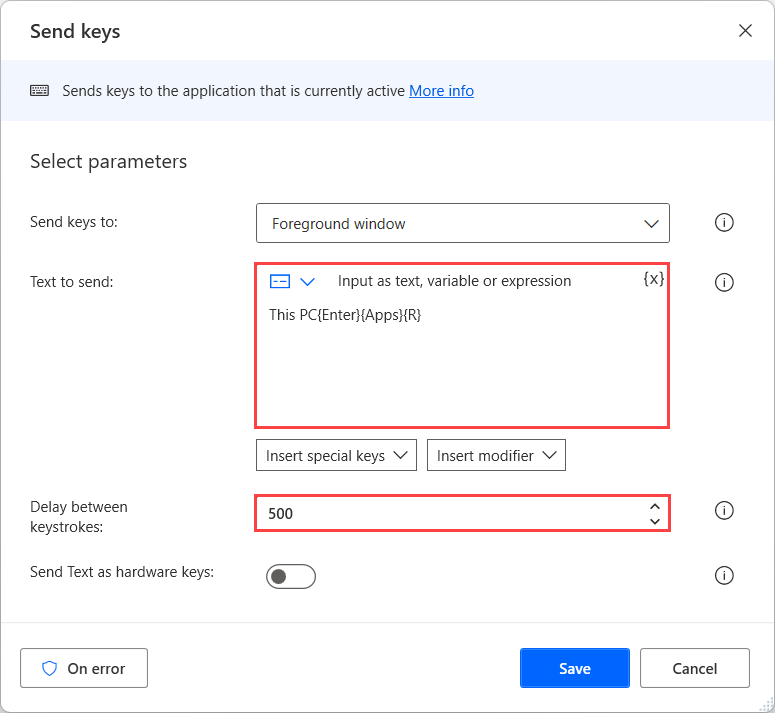 Send keys
Sends keys to the application that is currently active More info
Select parameters
Send keys to:
Foreground window
Text to send:
Input as text, variable or expression
{x}
This PC{Enter}{Apps}{R}
Insert special keys
Insert modifier
Delay between
keystrokes:
500
Send Text as hardware keys:
On error
Save
Cancel